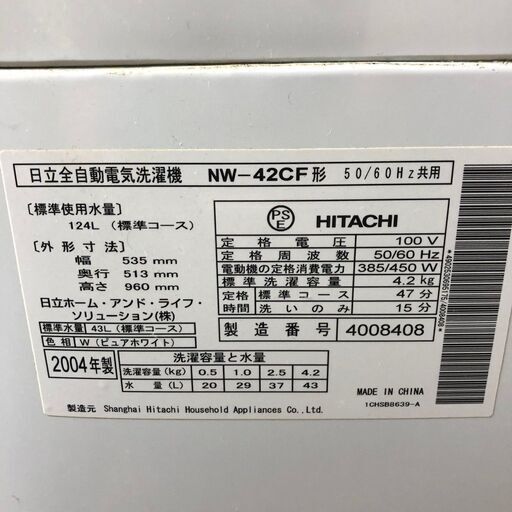 日立全自動電気洗濯機 NW-42CF形 50/60Hz共用
[標準使用水量]
124L (標準コース)
[外形寸法]
幅 535 mm
奥行 513 mm
高さ 960 mm
日立ホーム・アンド・ライフ・
ソリューション(株)
標準水量 43L (標準コース)
色相 W (ピュアホワイト)
PS
E
HITACHI
定格電圧 100 V
定格周波数 50/60 Hz
電動機の定格消費電力 385/450 W
標準洗濯容量 4.2 kg
定格時間 標準コース 47 分
洗いのみ 15 分
製造番号 4008408
2004年製
洗濯容量と水量
洗濯容量(kg) 0.5 1.0 2.5 4.2
水量(L) 20 29 37 43
MADE IN CHINA
製造元 Shanghai Hitachi Household Appliances Co.,Ltd.
1CHSB8639-A